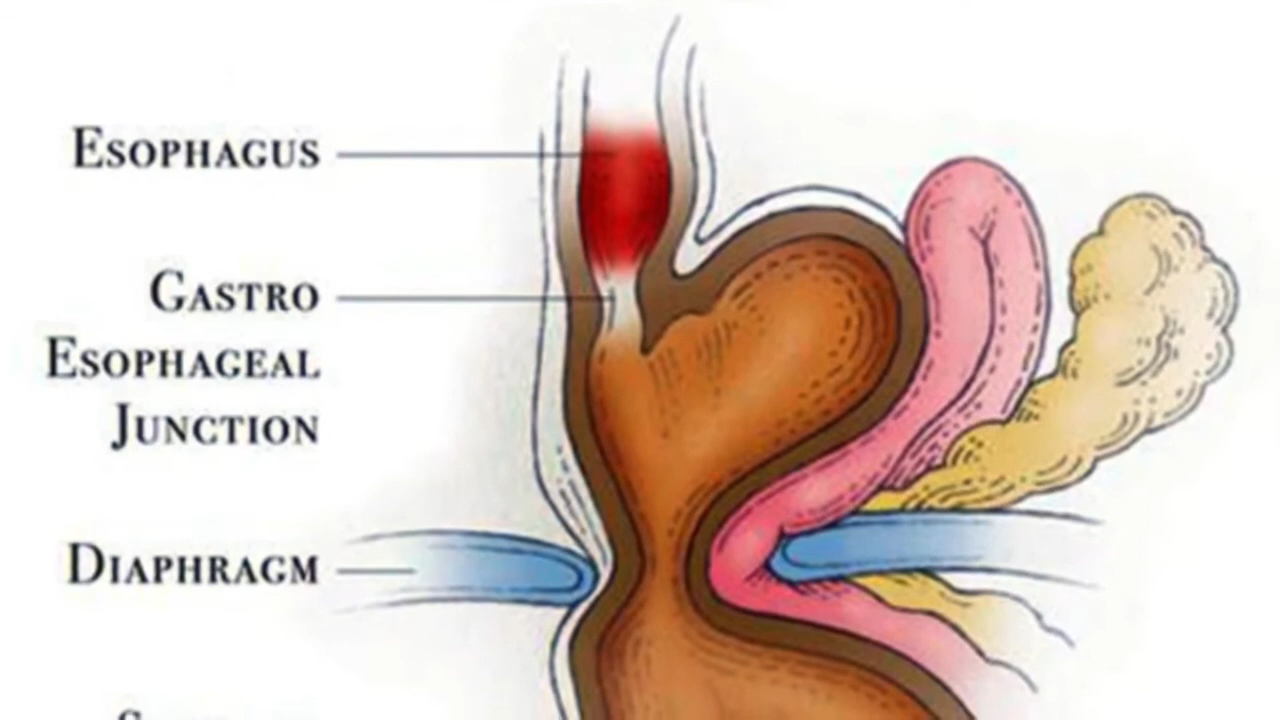 ESOPHAGUS
GASTRO
ESOPHAGEAL
JUNCTION
DIAPHRAGM